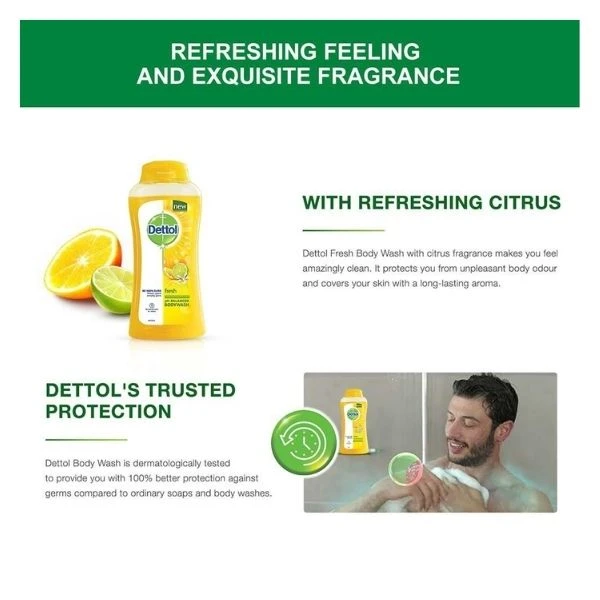 REFRESHING FEELING
AND EXQUISITE FRAGRANCE
new
Dettol
fresh
pH-BALANCED
BODYWASH
WITH REFRESHING CITRUS
Dettol Fresh Body Wash with citrus fragrance makes you feel
amazingly clean. It protects you from unpleasant body odour
and covers your skin with a long-lasting aroma.
DETTOL'S TRUSTED
PROTECTION
Dettol Body Wash is dermatologically tested
to provide you with 100% better protection against
germs compared to ordinary soaps and body washes.
Dettol